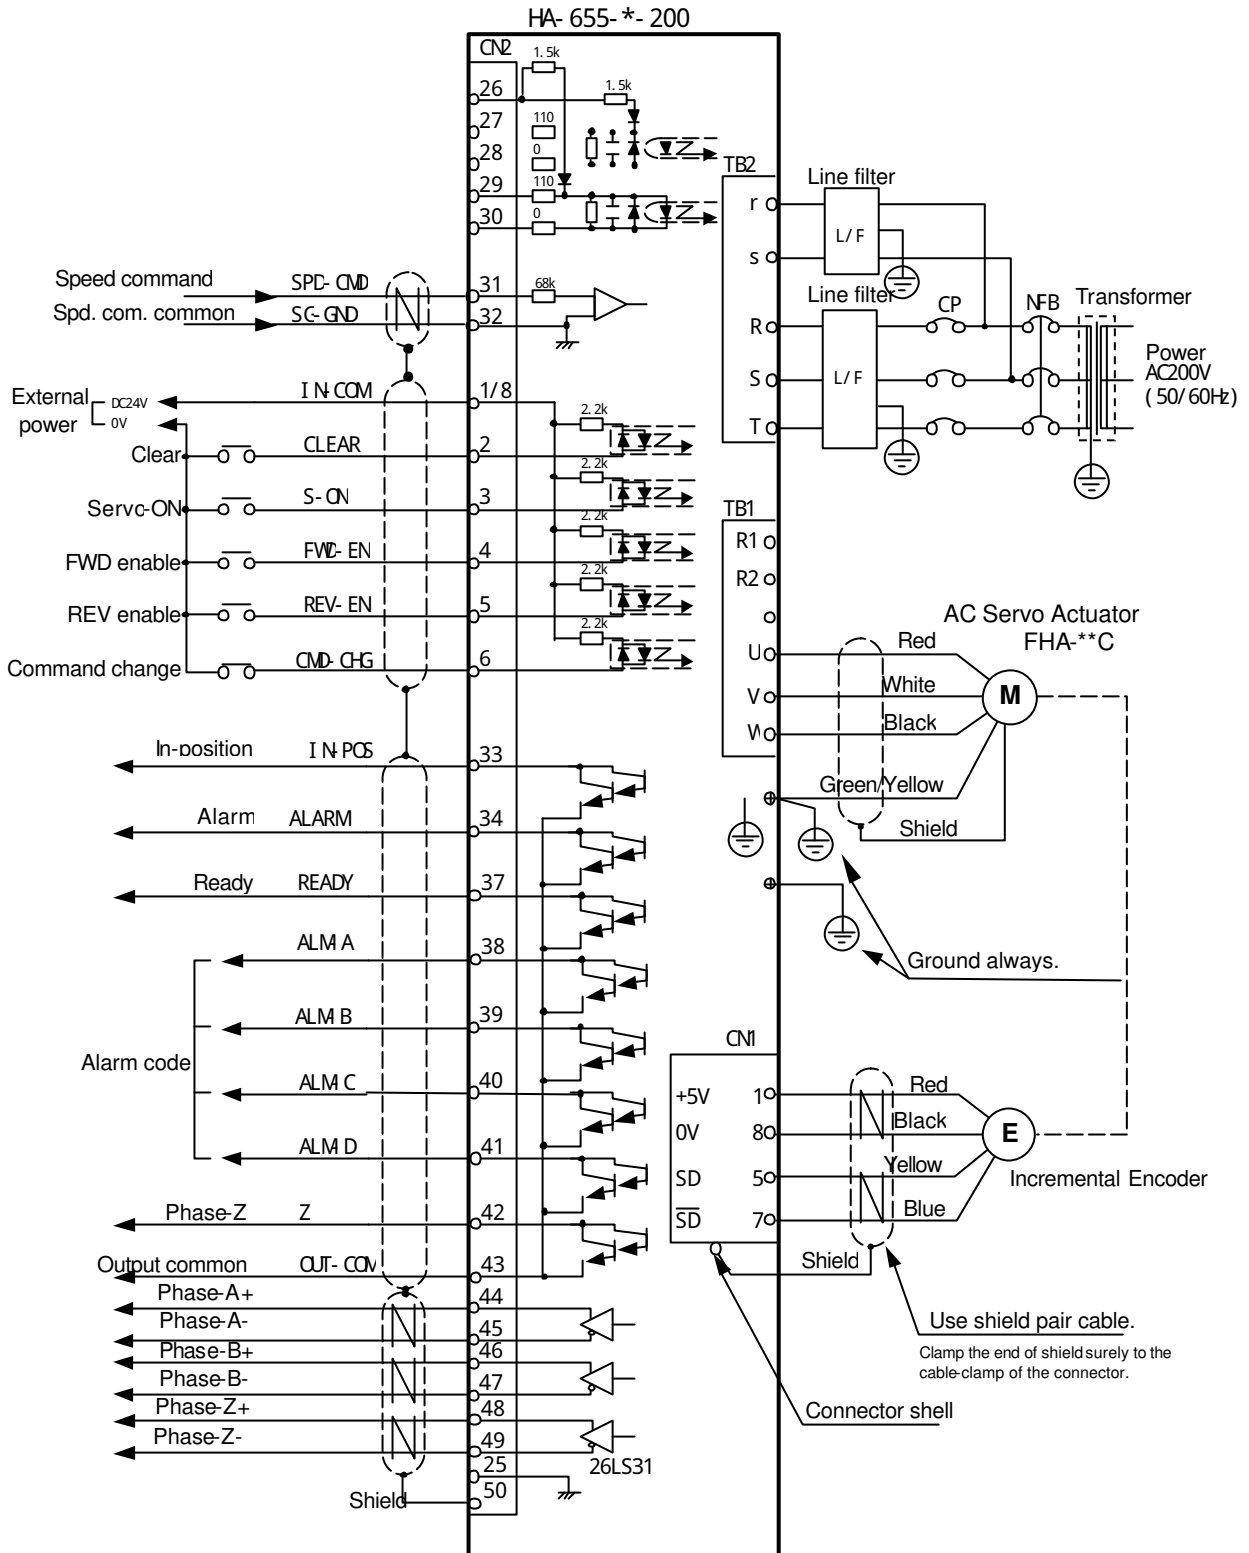 HA-655-*-200
CN2
1.5k
26
1.5k
27
110
28
0
29
110
30
0
TB2
r
s
R
S
T
Line filter
L/F
Line filter
L/F
CP
NFB
Transformer
Power
AC200V
(50/60Hz)
Speed command
SPD-CMD
31
68k
Spd. com. common
SG-GND
32
External
power
DC24V
0V
IN-COM
1/8
2.2k
Clear
CLEAR
2
2.2k
Servo-ON
S-ON
3
2.2k
FWD enable
FWD-EN
4
2.2k
REV enable
REV-EN
5
2.2k
Command change
CMD-CHG
6
TB1
R1
R2
U
V
W
AC Servo Actuator
FHA-**C
Red
White
Black
Green/Yellow
Shield
M
Ground always.
In-position
IN-POS
33
Alarm
ALARM
34
Ready
READY
37
Alarm code
ALM-A
38
ALM-B
39
ALM-C
40
ALM-D
41
Phase-Z
Z
42
Output common
OUT-COM
43
Phase-A+
44
Phase-A-
45
Phase-B+
46
Phase-B-
47
Phase-Z+
48
Phase-Z-
49
26LS31
25
50
Shield
CN1
+5V
1
Red
0V
8
Black
SD
5
Yellow
S̅D̅
7
Blue
E
Incremental Encoder
Shield
Use shield pair cable.
Clamp the end of shield surely to the
cable-clamp of the connector.
Connector shell